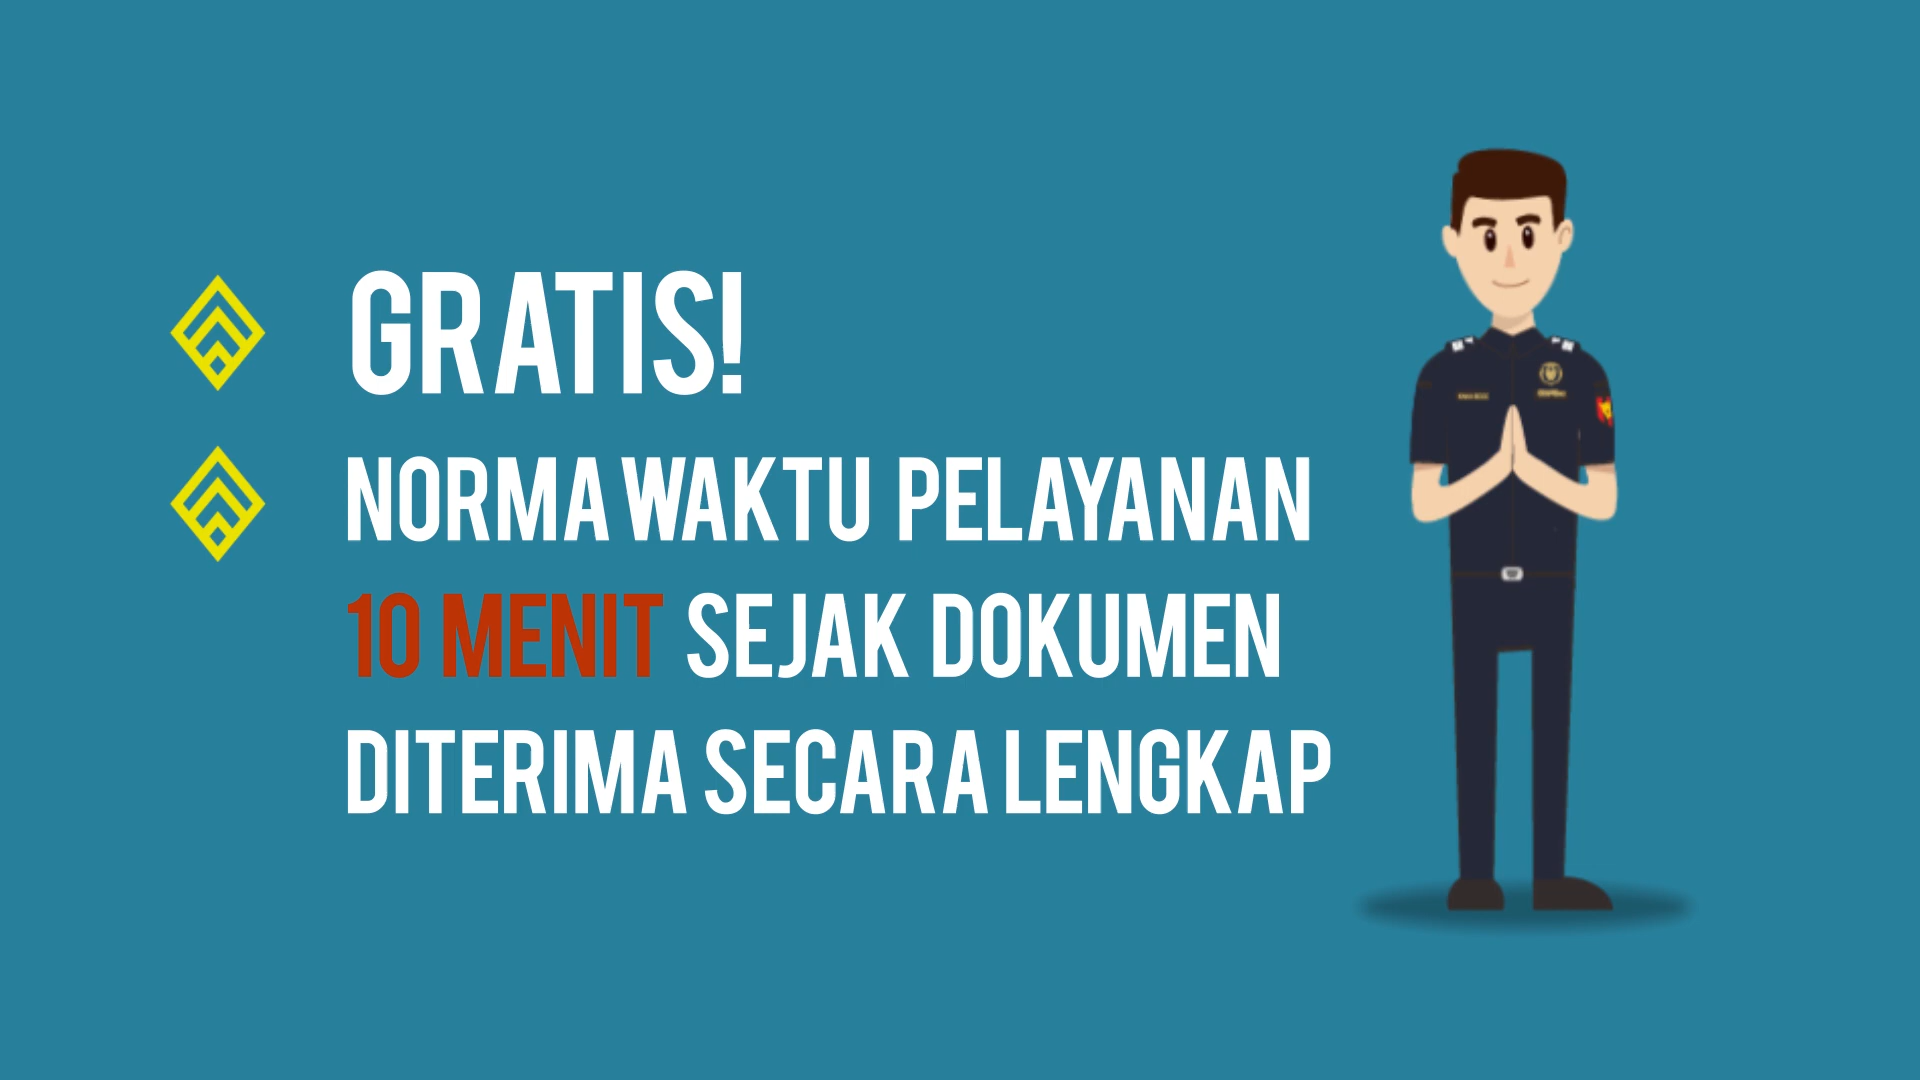 GRATIS!
NORMA WAKTU PELAYANAN
10 MENIT SEJAK DOKUMEN
DITERIMA SECARA LENGKAP